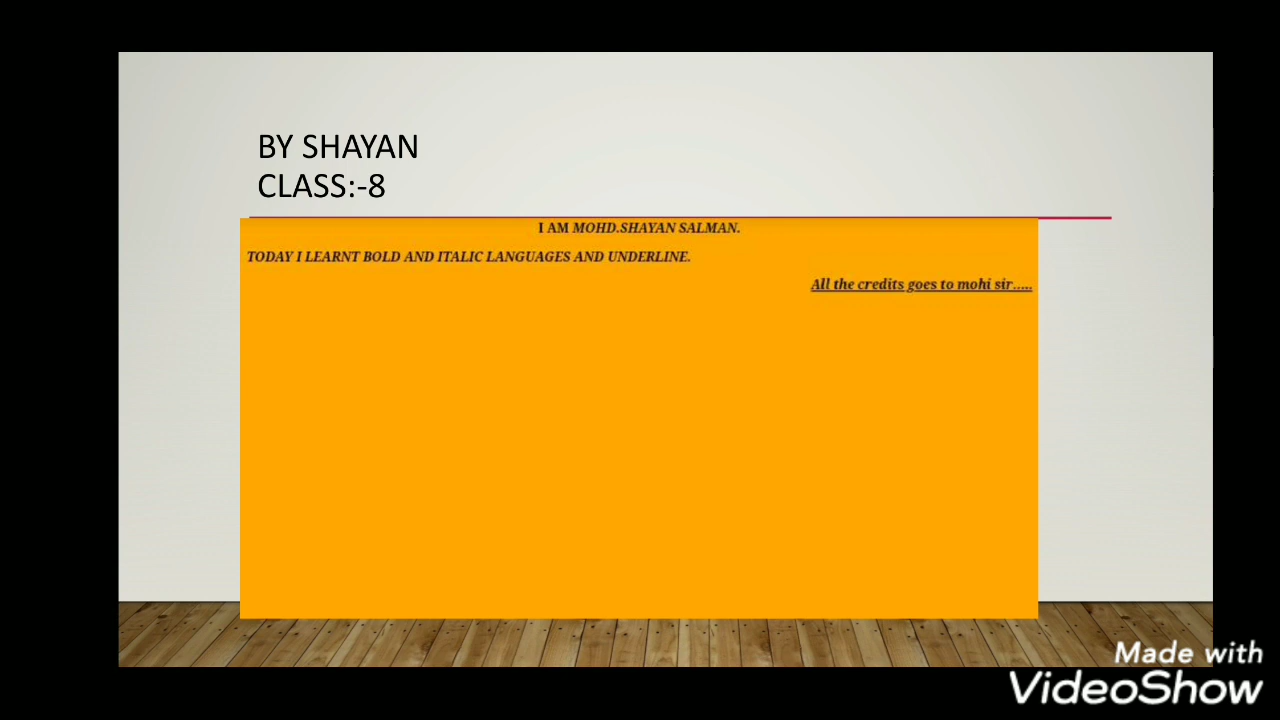 BY SHAYAN
CLASS:-8
I AM MOHD.SHAYAN SALMAN.
TODAY I LEARNT BOLD AND ITALIC LANGUAGES AND UNDERLINE.
All the credits goes to mohi sir.....
Made with
VideoShow